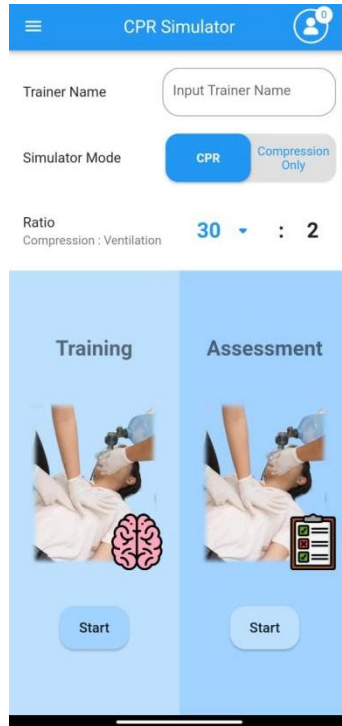 CPR Simulator
0
Trainer Name
Input Trainer Name
Simulator Mode
CPR
Compression
Only
Ratio
Compression : Ventilation
30 : 2
Training
Assessment
Start
Start